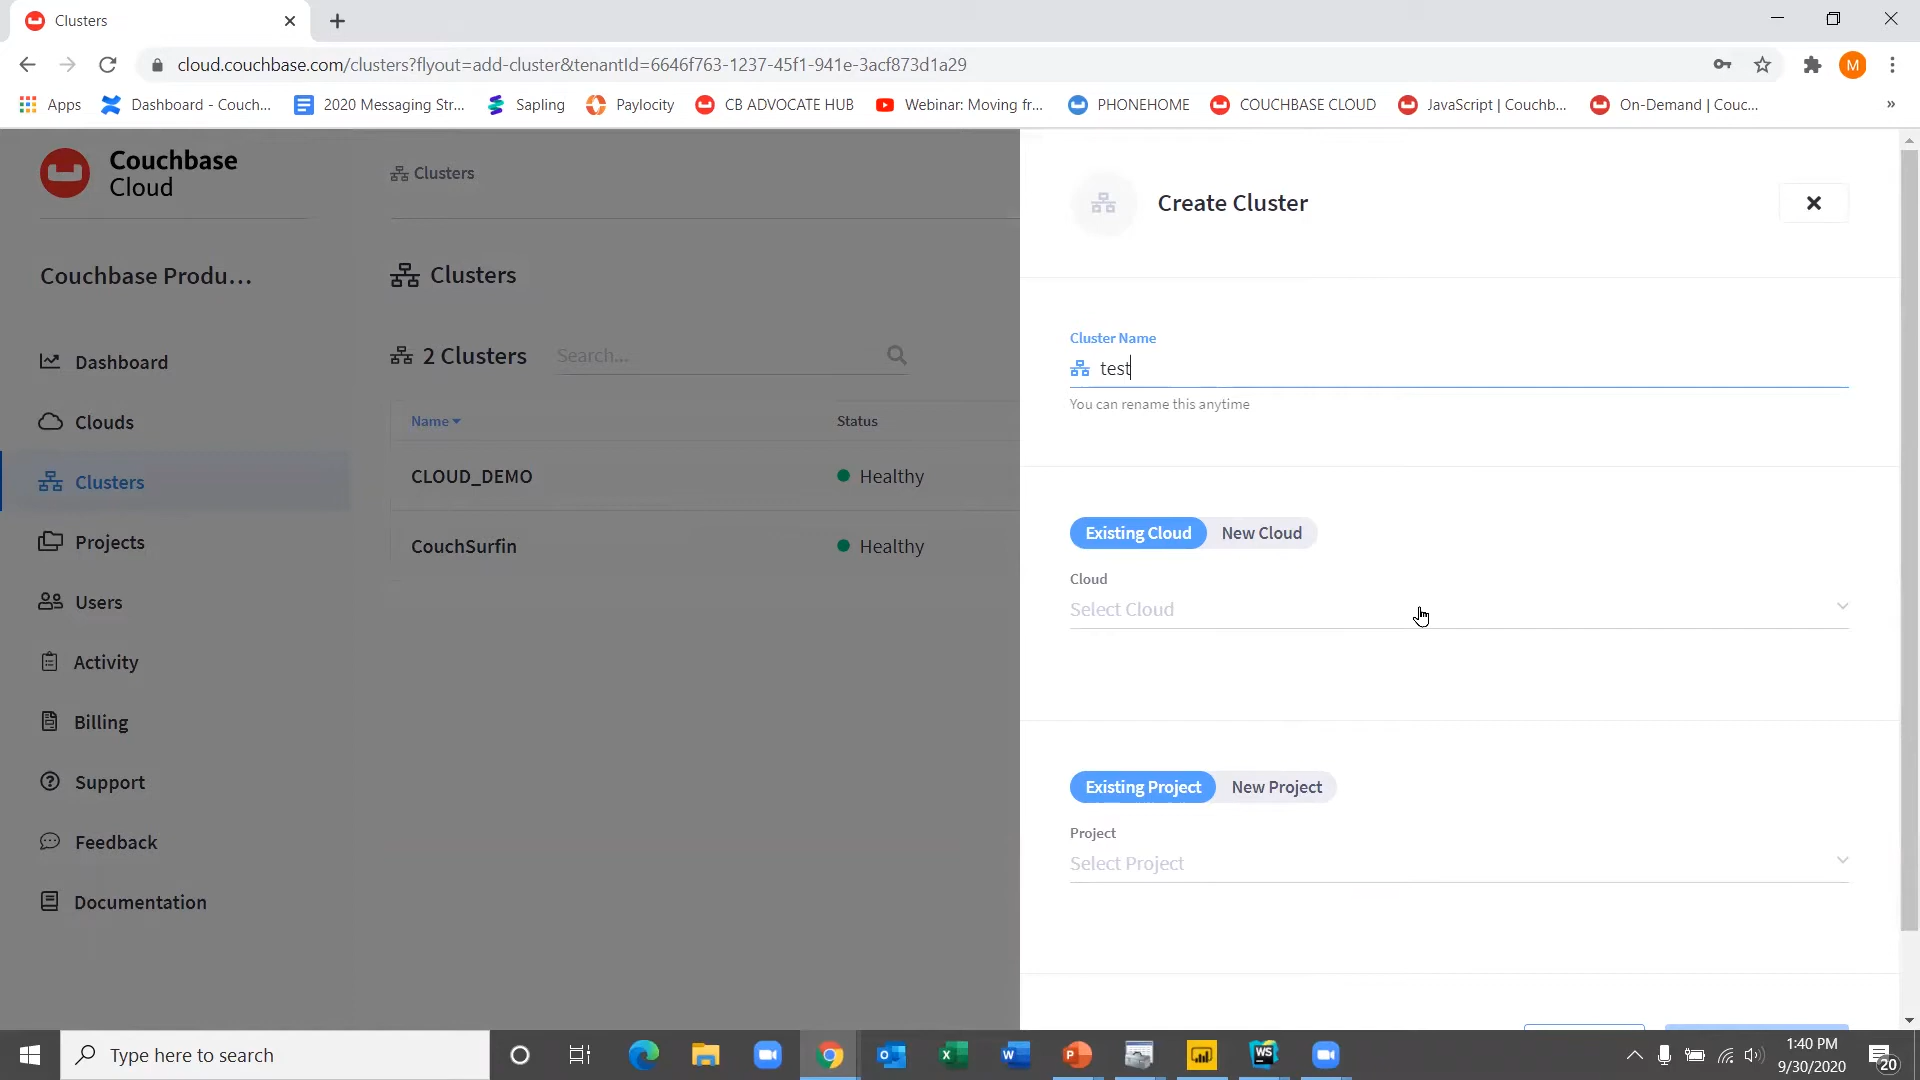 Clusters
cloud.couchbase.com/clusters?flyout=add-cluster&tenantId=6646f763-1237-45f1-941e-3acf873d1a29
M
Apps
Dashboard - Couch...
2020 Messaging Str...
Sapling
Paylocity
CB ADVOCATE HUB
Webinar: Moving fr...
PHONEHOME
COUCHBASE CLOUD
JavaScript | Couchb...
On-Demand | Couc...
»
Couchbase
Cloud
Couchbase Produ...
Dashboard
Clouds
Clusters
Projects
Users
Activity
Billing
Support
Feedback
Documentation
Clusters
Clusters
2 Clusters
Search...
Name
Status
CLOUD_DEMO
Healthy
CouchSurfin
Healthy
Create Cluster
Cluster Name
test
You can rename this anytime
Existing Cloud
New Cloud
Cloud
Select Cloud
Existing Project
New Project
Project
Select Project
Type here to search
WS
1:40 PM
9/30/2020
20